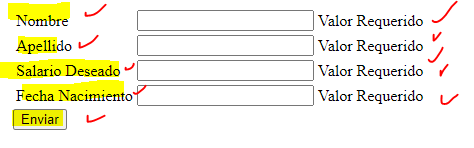 Nombre Valor Requerido
Apellido Valor Requerido
Salario Deseado Valor Requerido
Fecha Nacimiento Valor Requerido
Enviar